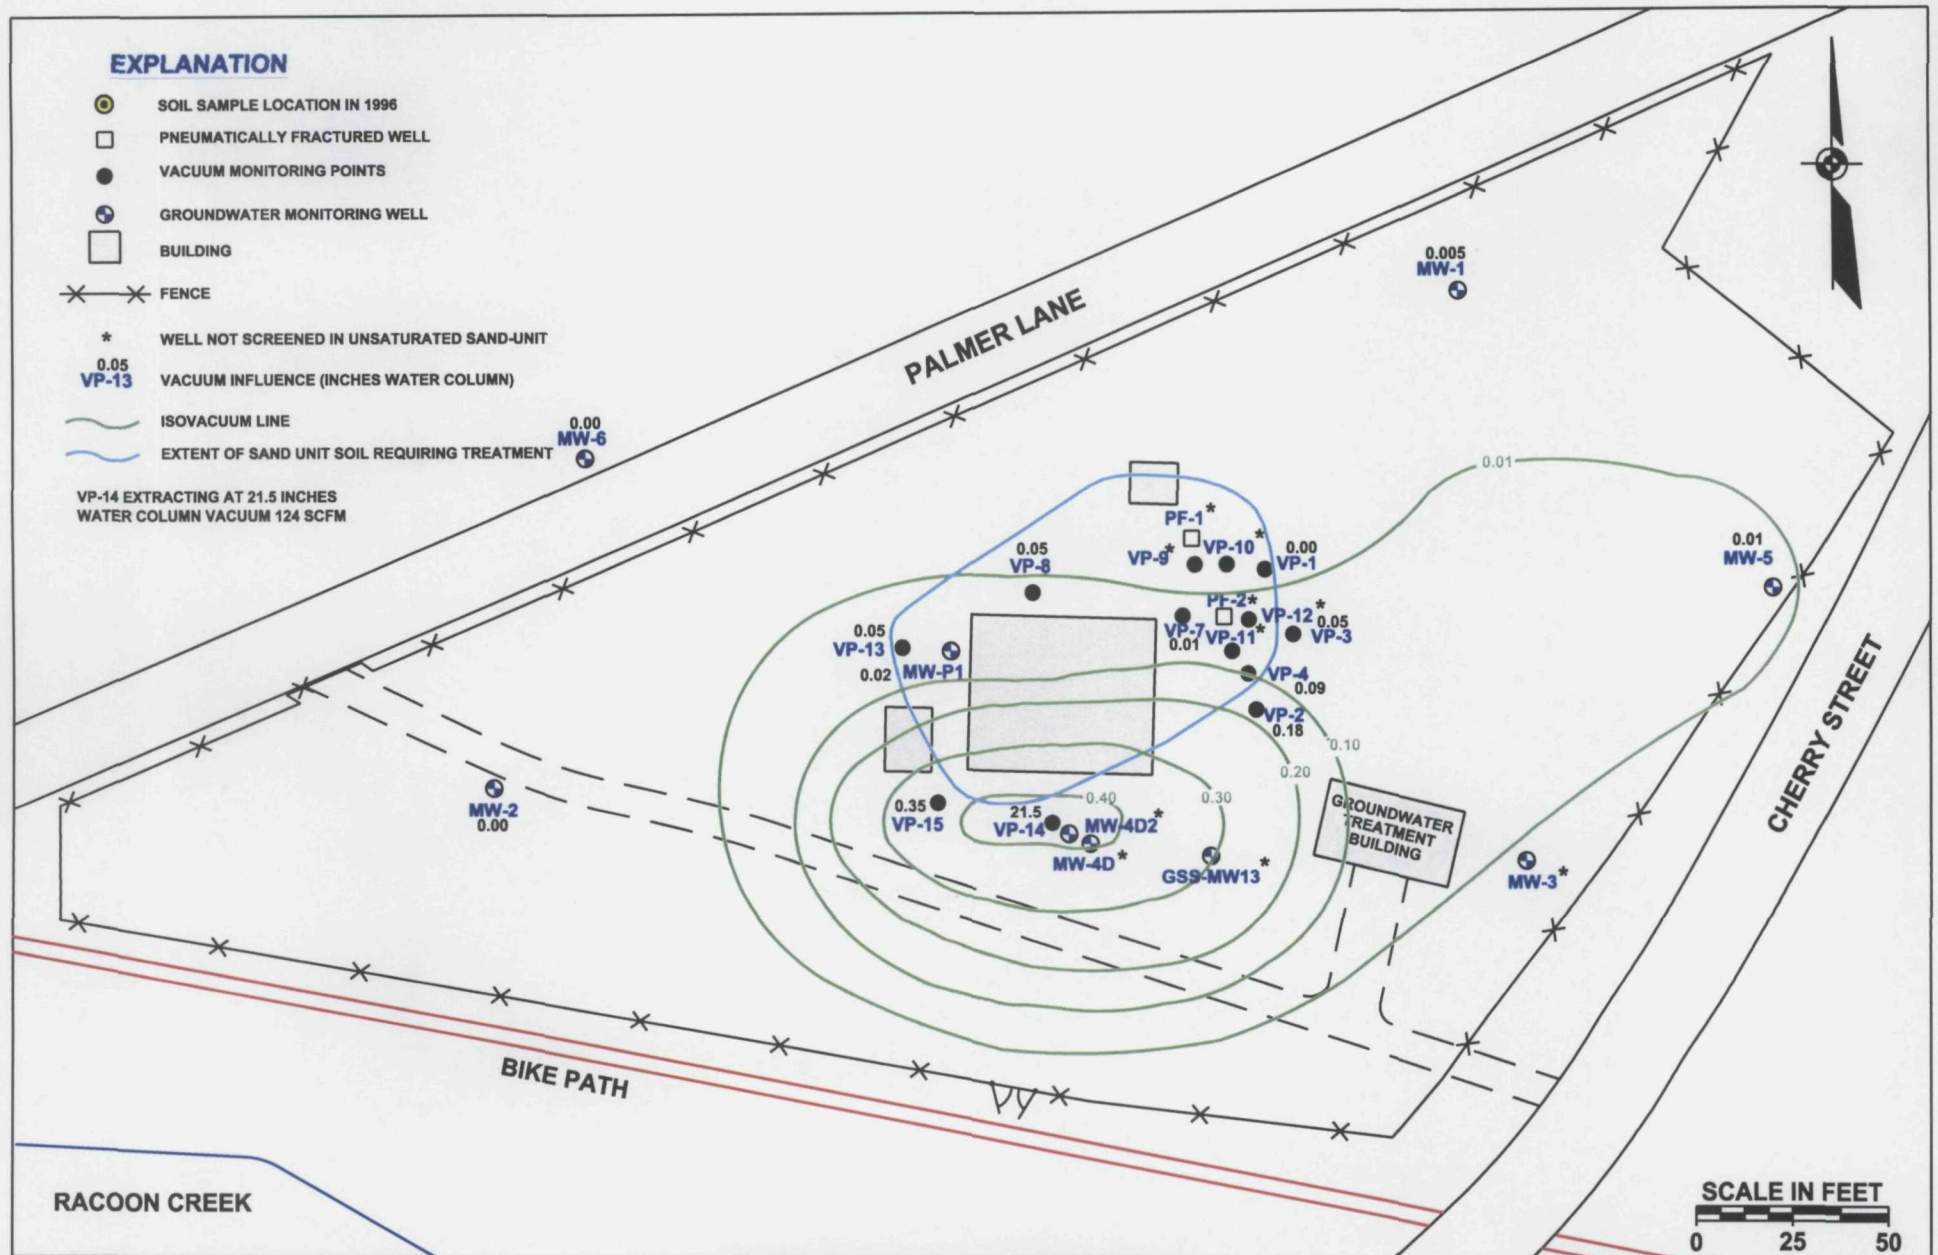 EXPLANATION
SOIL SAMPLE LOCATION IN 1996
PNEUMATICALLY FRACTURED WELL
VACUUM MONITORING POINTS
GROUNDWATER MONITORING WELL
BUILDING
FENCE
* WELL NOT SCREENED IN UNSATURATED SAND-UNIT
0.05
VP-13 VACUUM INFLUENCE (INCHES WATER COLUMN)
ISOVACUUM LINE
EXTENT OF SAND UNIT SOIL REQUIRING TREATMENT
VP-14 EXTRACTING AT 21.5 INCHES
WATER COLUMN VACUUM 124 SCFM
PALMER LANE
0.005
MW-1
0.00
MW-6
0.01
0.01
MW-5
PF-1*
VP-9*
VP-10*
0.00
VP-1
0.05
VP-8
PF-2*
VP-12*
0.05
VP-3
VP-7
0.01
VP-11*
0.05
VP-13
0.02
MW-P1
VP-4
0.09
VP-2
0.18
0.10
0.20
0.30
0.40
MW-2
0.00
0.35
VP-15
21.5
VP-14
MW-4D2*
MW-4D*
GSS-MW13*
GROUNDWATER
TREATMENT
BUILDING
MW-3*
CHERRY STREET
BIKE PATH
RACOON CREEK
SCALE IN FEET
0 25 50